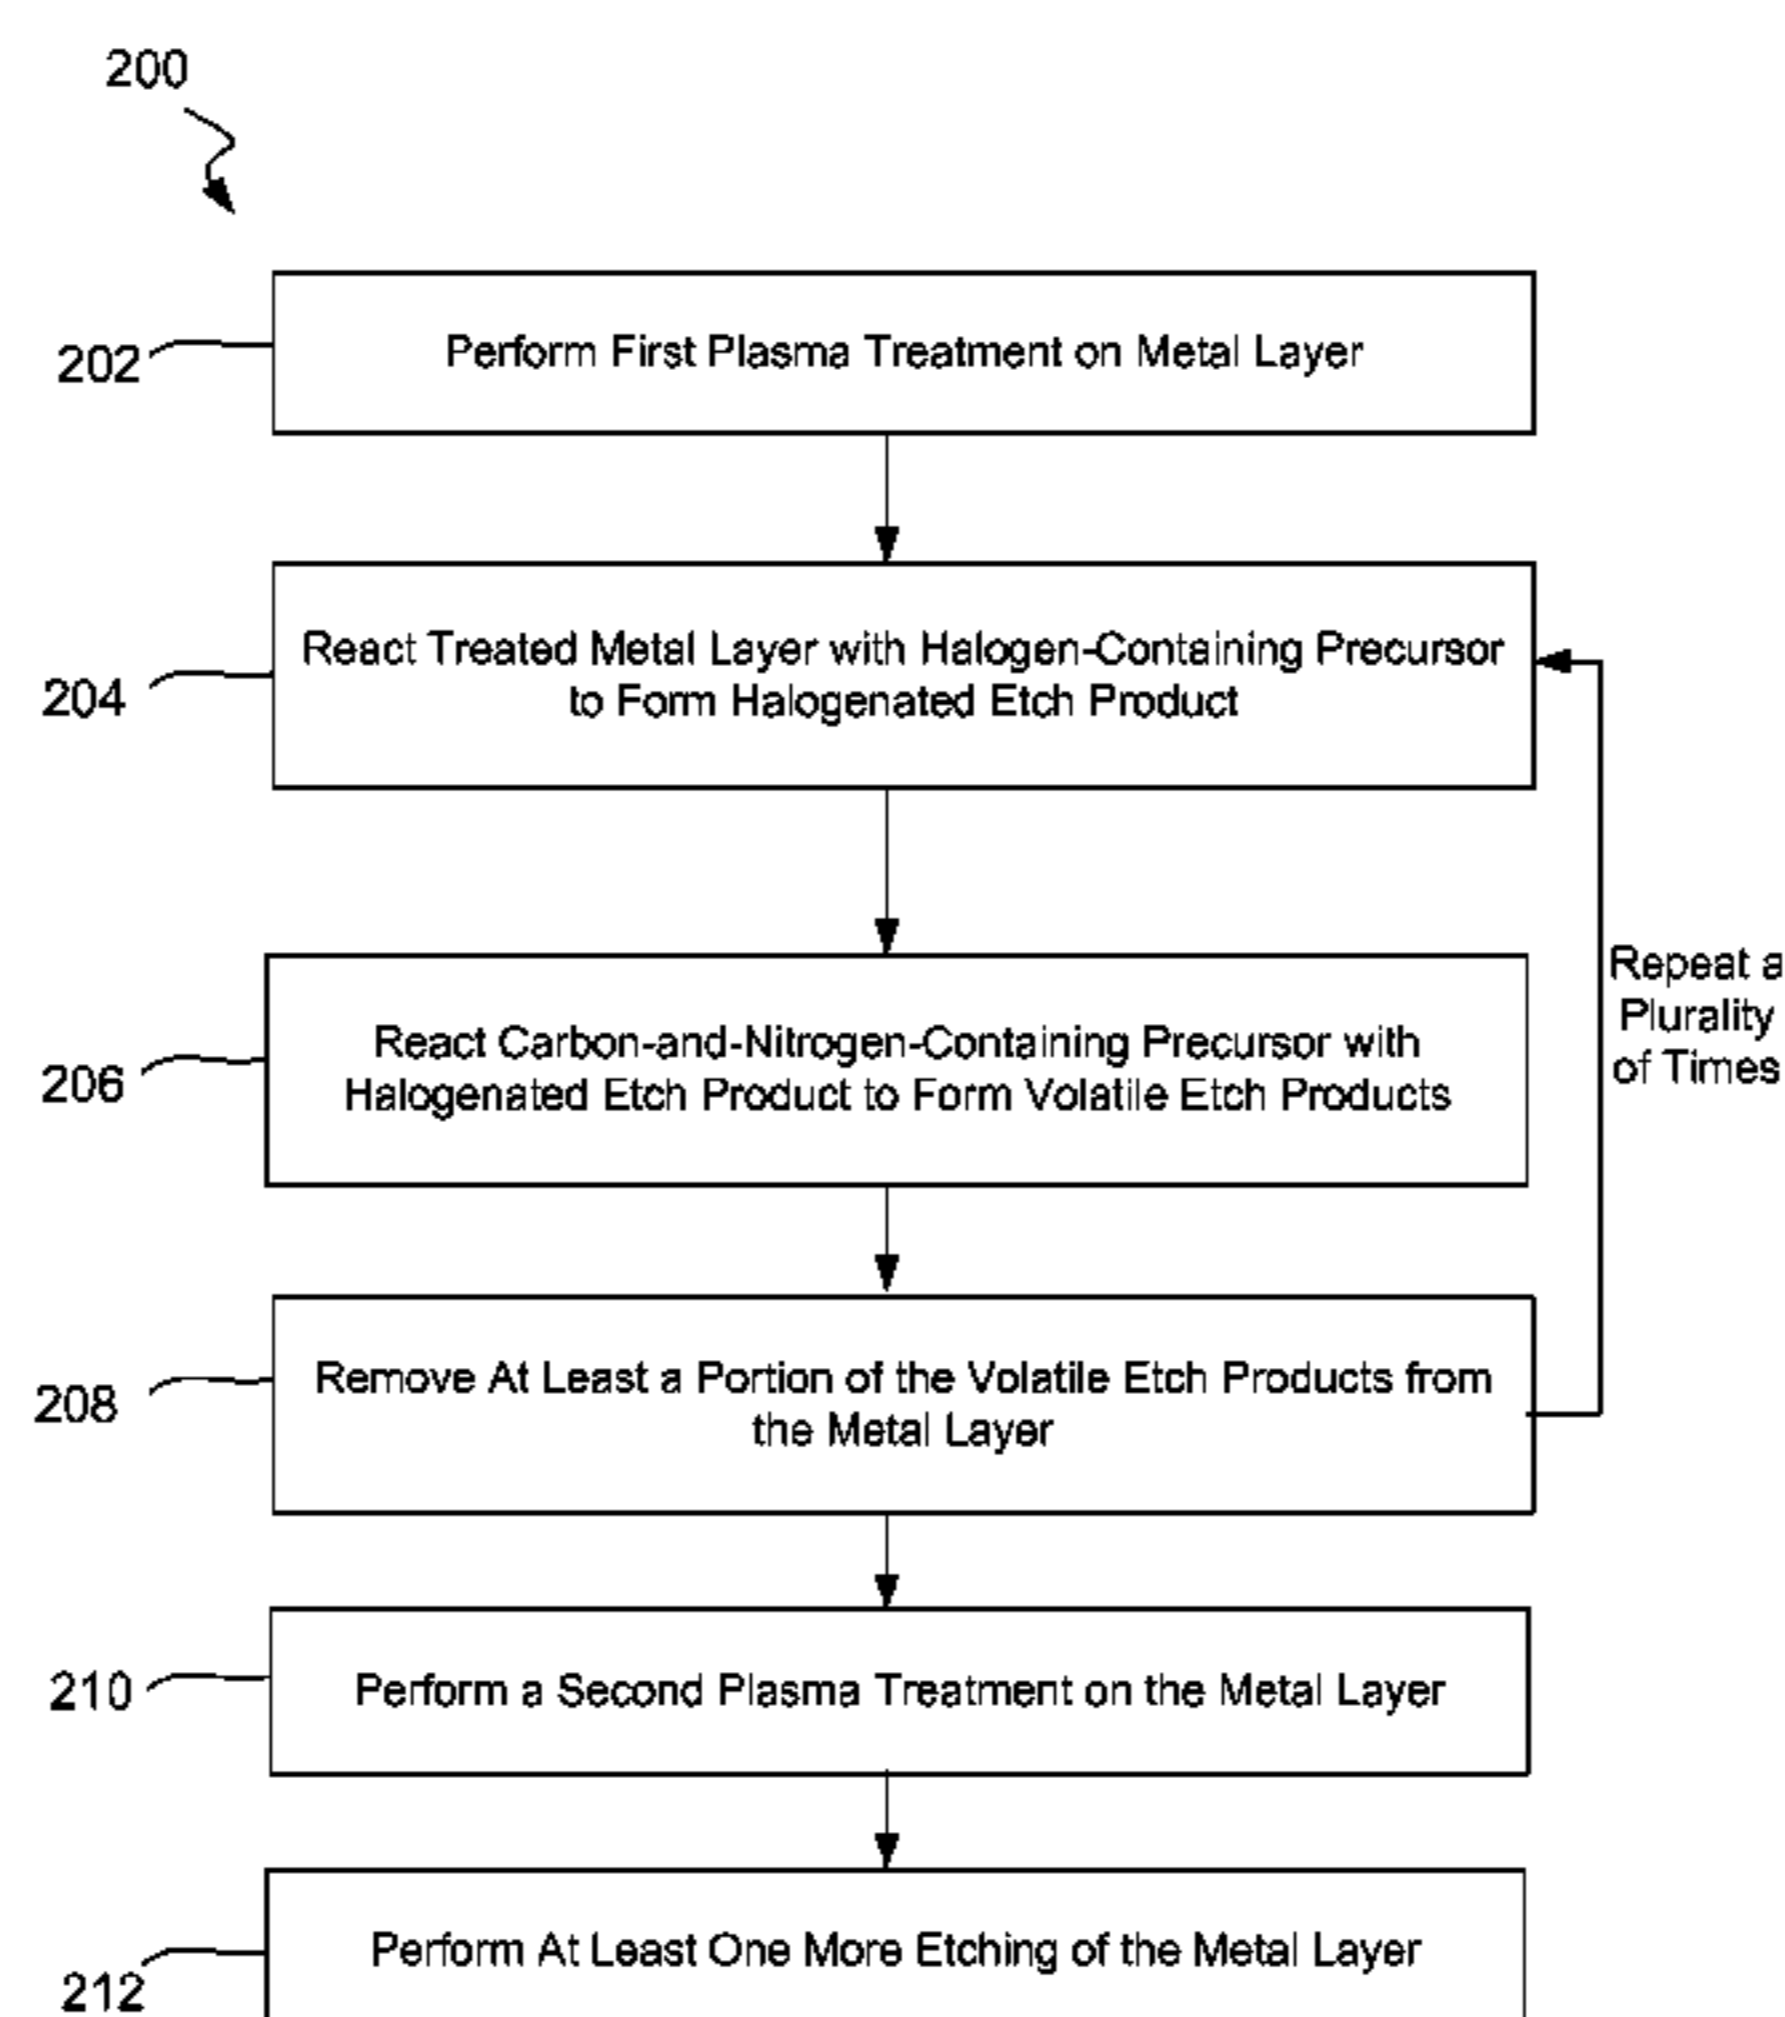 200
202
Perform First Plasma Treatment on Metal Layer
204
React Treated Metal Layer with Halogen-Containing Precursor
to Form Halogenated Etch Product
206
React Carbon-and-Nitrogen-Containing Precursor with
Halogenated Etch Product to Form Volatile Etch Products
Repeat a
Plurality
of Times
208
Remove At Least a Portion of the Volatile Etch Products from
the Metal Layer
210
Perform a Second Plasma Treatment on the Metal Layer
212
Perform At Least One More Etching of the Metal Layer